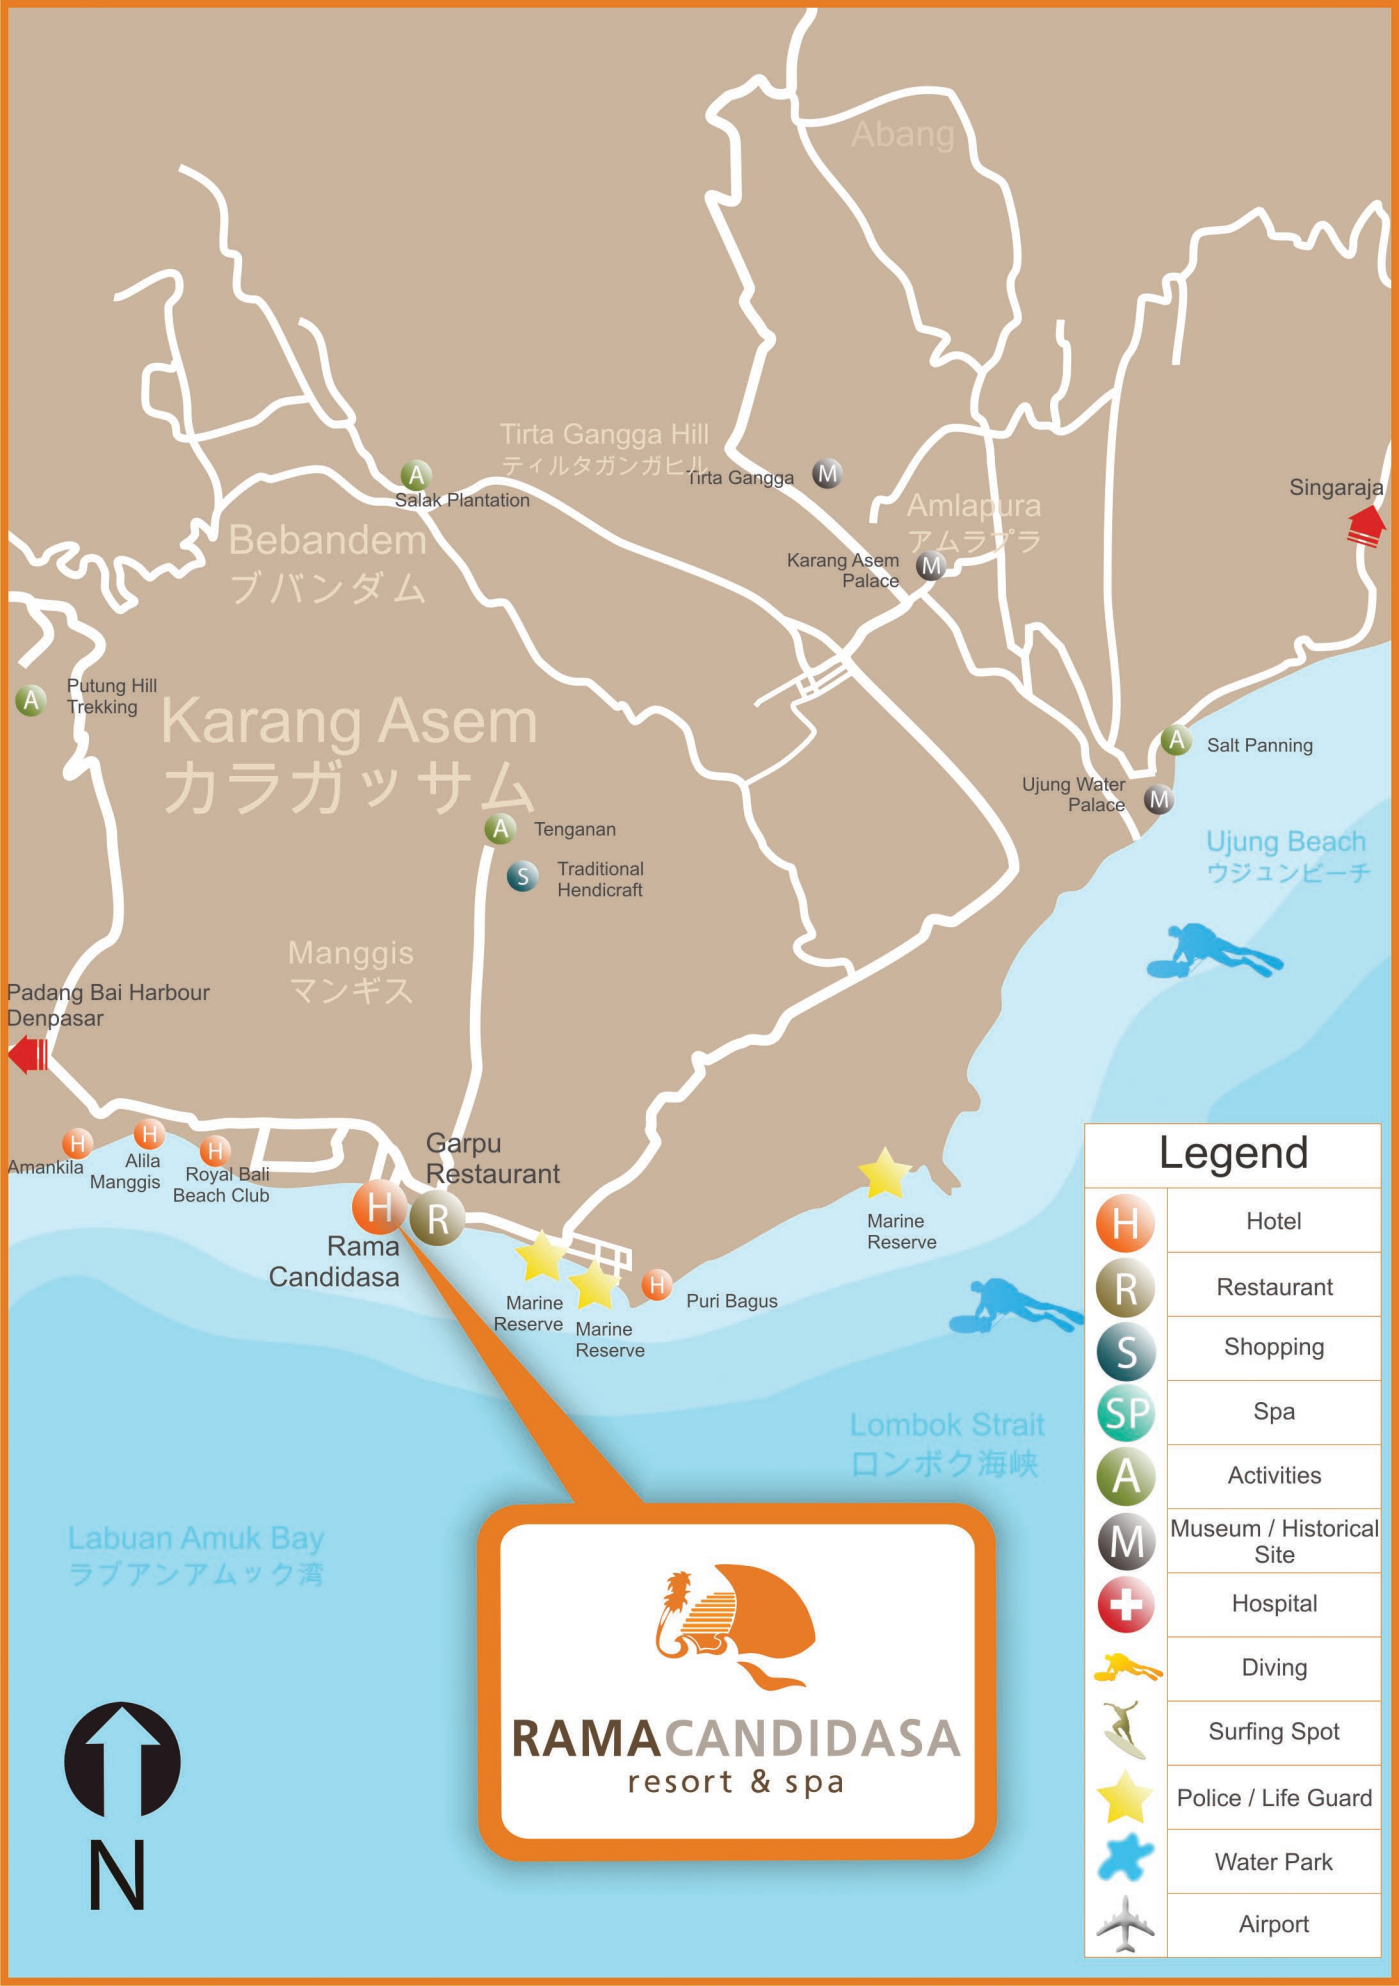 Abang
Tirta Gangga Hill
ティルタガンガヒル
Tirta Gangga
M
A
Salak Plantation
Singaraja
Amlapura
アムラプラ
Bebandem
ブバンダム
Karang Asem
Palace
M
Putung Hill
Trekking
A
Karang Asem
カラガッサム
A
Salt Panning
Ujung Water
Palace
M
A
Tenganan
S
Traditional
Hendicraft
Ujung Beach
ウジュンビーチ
Manggis
マンギス
Padang Bai Harbour
Denpasar
H
Amankila
H
Alila
Manggis
H
Royal Bali
Beach Club
Garpu
Restaurant
H
R
Rama
Candidasa
Marine
Reserve
Marine
Reserve
H
Puri Bagus
Marine
Reserve
Lombok Strait
ロンボク海峡
Labuan Amuk Bay
ラブアンアムック湾
RAMACANDIDASA
resort & spa
N
Legend
H Hotel
R Restaurant
S Shopping
SP Spa
A Activities
M Museum / Historical
Site
Hospital
Diving
Surfing Spot
Police / Life Guard
Water Park
Airport